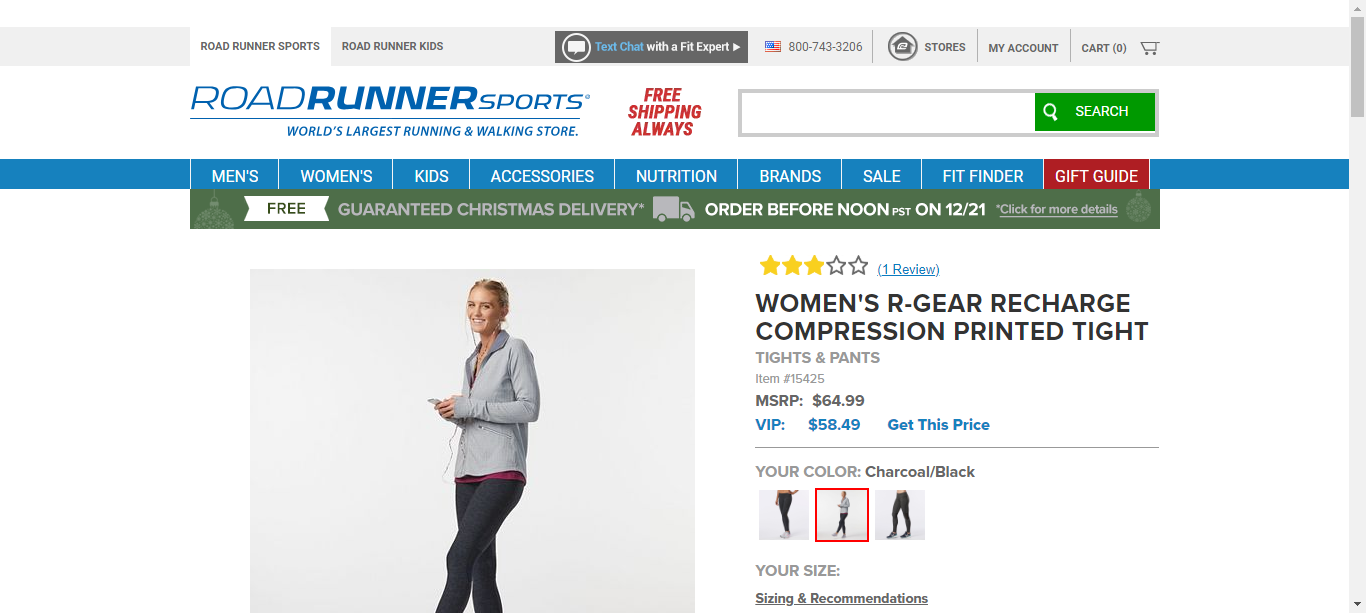 ROAD RUNNER SPORTS
ROAD RUNNER KIDS
Text Chat with a Fit Expert
800-743-3206
STORES
MY ACCOUNT
CART (0)
ROADRUNNERSPORTS®
WORLD'S LARGEST RUNNING & WALKING STORE.
FREE
SHIPPING
ALWAYS
SEARCH
MEN'S
WOMEN'S
KIDS
ACCESSORIES
NUTRITION
BRANDS
SALE
FIT FINDER
GIFT GUIDE
FREE GUARANTEED CHRISTMAS DELIVERY* ORDER BEFORE NOON PST ON 12/21 *Click for more details
(1 Review)
WOMEN'S R-GEAR RECHARGE
COMPRESSION PRINTED TIGHT
TIGHTS & PANTS
Item #15425
MSRP: $64.99
VIP: $58.49 Get This Price
YOUR COLOR: Charcoal/Black
YOUR SIZE:
Sizing & Recommendations